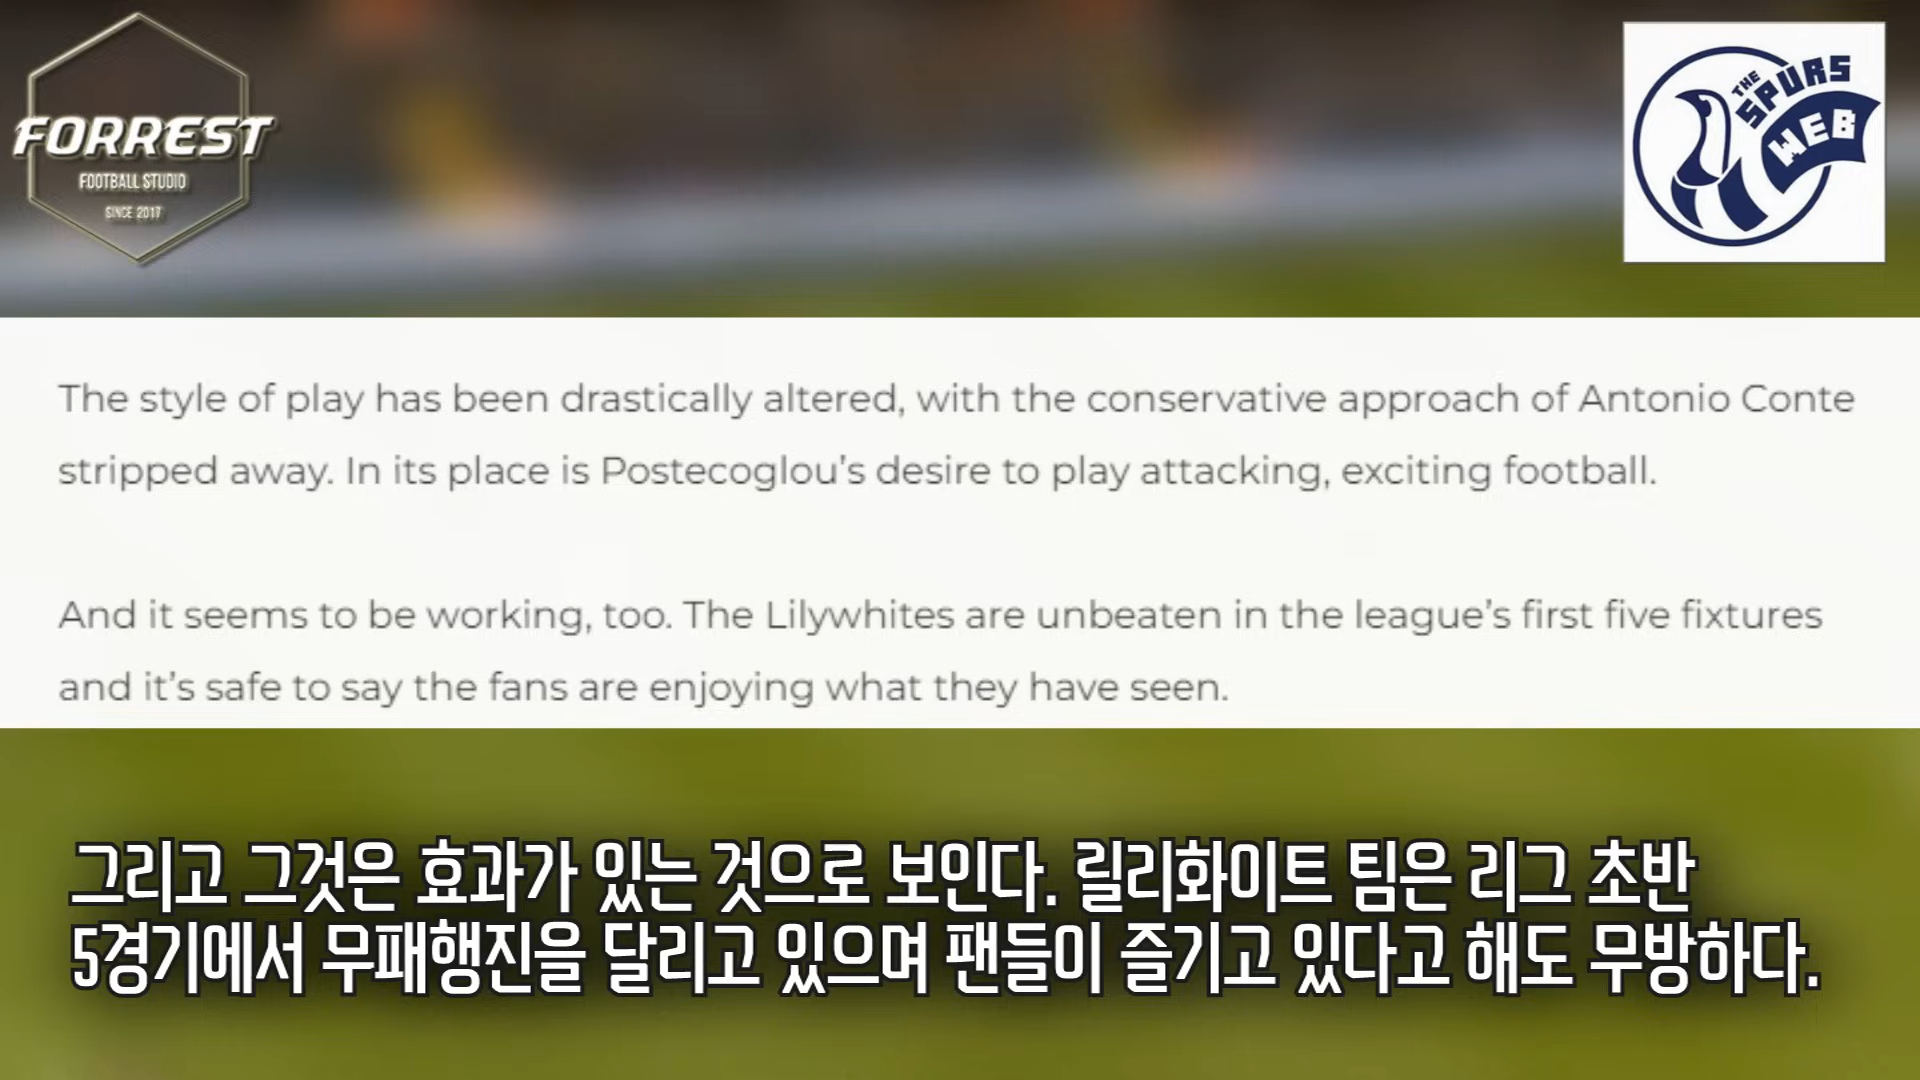 FORREST
FOOTBALL STUDIO
SINCE 2017
THE
SPURS
WEB
The style of play has been drastically altered, with the conservative approach of Antonio Conte
stripped away. In its place is Postecoglou’s desire to play attacking, exciting football.
And it seems to be working, too. The Lilywhites are unbeaten in the league’s first five fixtures
and it’s safe to say the fans are enjoying what they have seen.
그리고 그것은 효과가 있는 것으로 보인다. 릴리화이트 팀은 리그 초반
5경기에서 무패행진을 달리고 있으며 팬들이 즐기고 있다고 해도 무방하다.